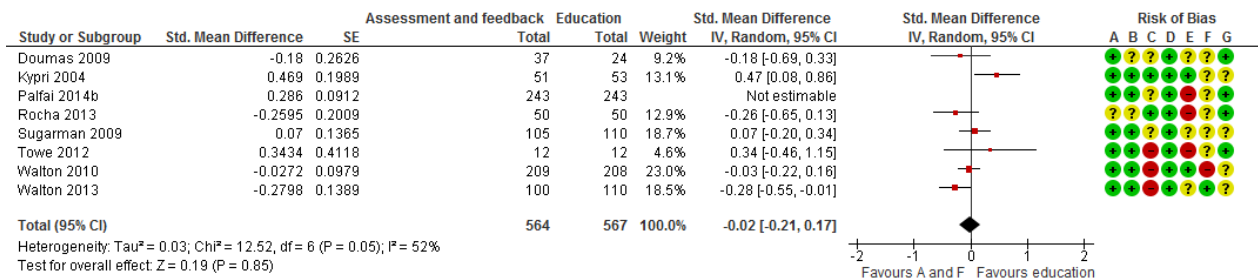 Assessment and feedback Education Std. Mean Difference Std. Mean Difference Risk of Bias
Study or Subgroup Std. Mean Difference SE Total Total Weight IV, Random, 95% CI IV, Random, 95% CI A B C D E F G
Doumas 2009 -0.18 0.2626 37 24 9.2% -0.18 [-0.69, 0.33]
Kypri 2004 0.469 0.1989 51 53 13.1% 0.47 [0.08, 0.86]
Palfai 2014b 0.286 0.0912 243 243 Not estimable
Rocha 2013 -0.2595 0.2009 50 50 12.9% -0.26 [-0.65, 0.13]
Sugarman 2009 0.07 0.1365 105 110 18.7% 0.07 [-0.20, 0.34]
Towe 2012 0.3434 0.4118 12 12 4.6% 0.34 [-0.46, 1.15]
Walton 2010 -0.0272 0.0979 209 208 23.0% -0.03 [-0.22, 0.16]
Walton 2013 -0.2798 0.1389 100 110 18.5% -0.28 [-0.55, -0.01]
Total (95% CI) 564 567 100.0% -0.02 [-0.21, 0.17]
Heterogeneity: Tau² = 0.03; Chi² = 12.52, df = 6 (P = 0.05); I² = 52%
Test for overall effect: Z = 0.19 (P = 0.85)
-2 -1 0 1 2
Favours A and F Favours education